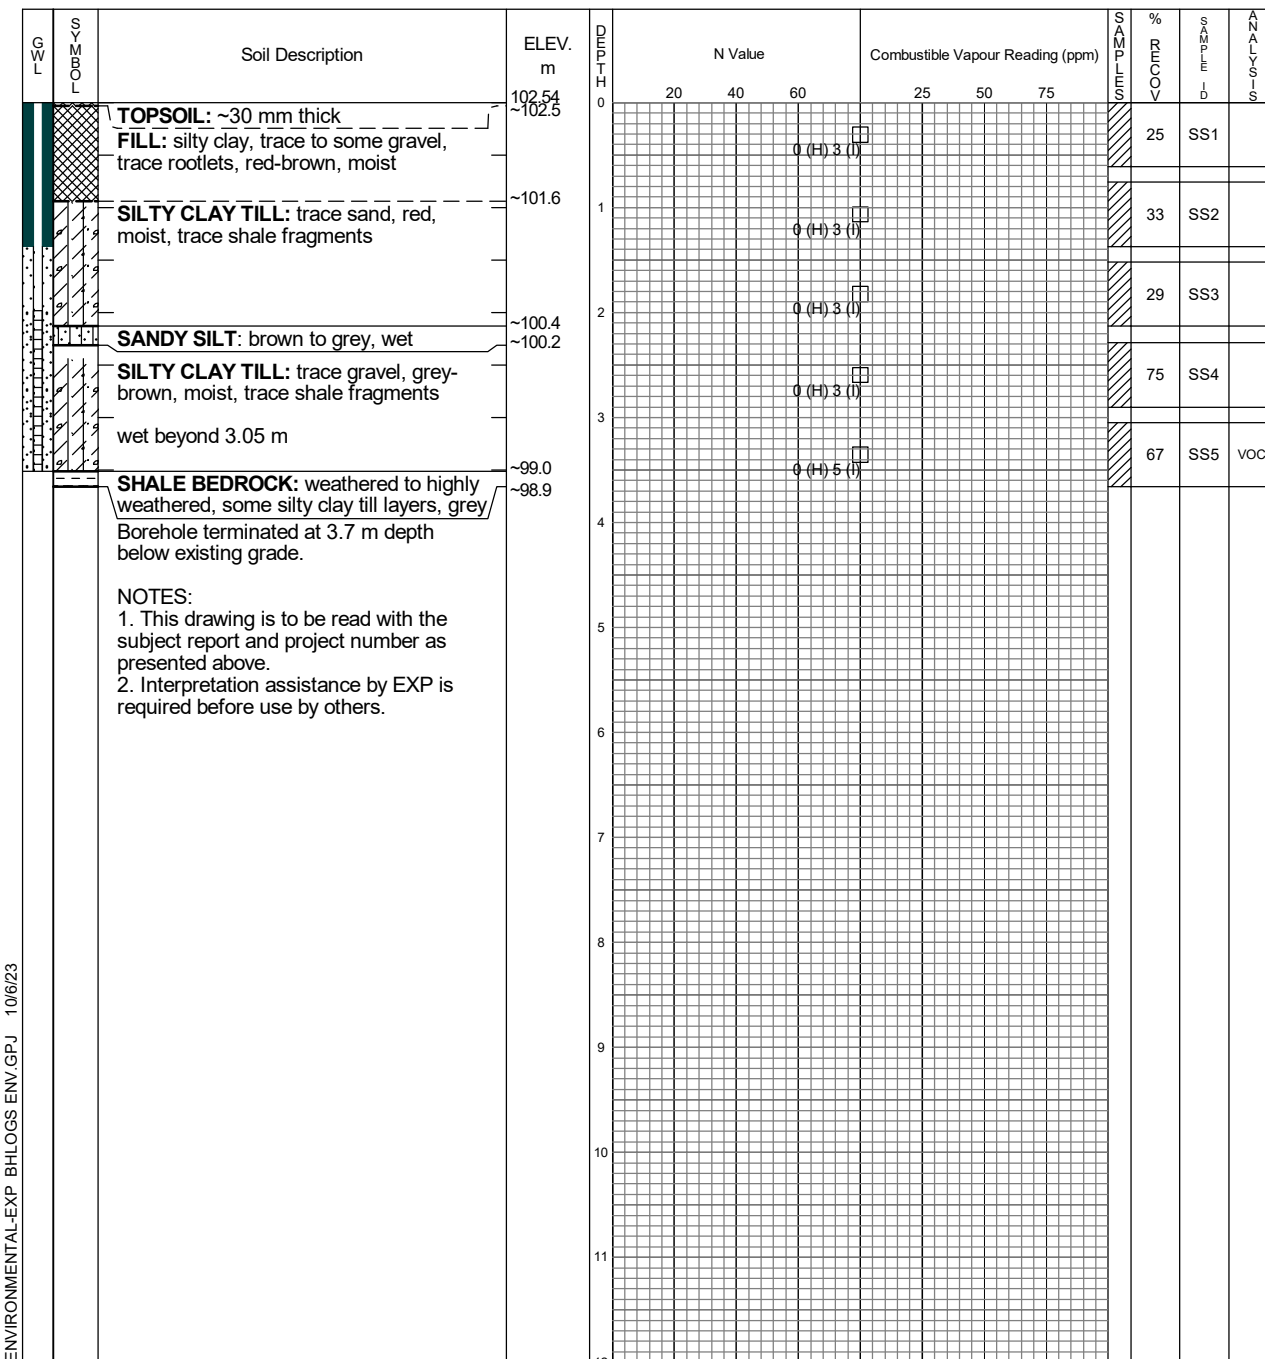 GWL
SYMBOL
Soil Description
ELEV.
m
DEPTH
N Value
Combustible Vapour Reading (ppm)
SAMPLES
% RECOV
SAMPLE ID
ANALYSIS
20 40 60 25 50 75
102.54
0
~102.5
TOPSOIL: ~30 mm thick
FILL: silty clay, trace to some gravel,
trace rootlets, red-brown, moist
0 (H) 3 (I)
25 SS1
~101.6
1
SILTY CLAY TILL: trace sand, red,
moist, trace shale fragments
0 (H) 3 (I)
33 SS2
0 (H) 3 (I)
29 SS3
2
~100.4
SANDY SILT: brown to grey, wet
~100.2
SILTY CLAY TILL: trace gravel, grey-
brown, moist, trace shale fragments
0 (H) 3 (I)
75 SS4
3
wet beyond 3.05 m
0 (H) 5 (I)
67 SS5 VOC
~99.0
SHALE BEDROCK: weathered to highly
weathered, some silty clay till layers, grey
~98.9
4
Borehole terminated at 3.7 m depth
below existing grade.
NOTES:
1. This drawing is to be read with the
subject report and project number as
presented above.
2. Interpretation assistance by EXP is
required before use by others.
5
6
7
8
9
10
11
ENVIRONMENTAL-EXP BHLOGS ENV.GPJ 10/6/23